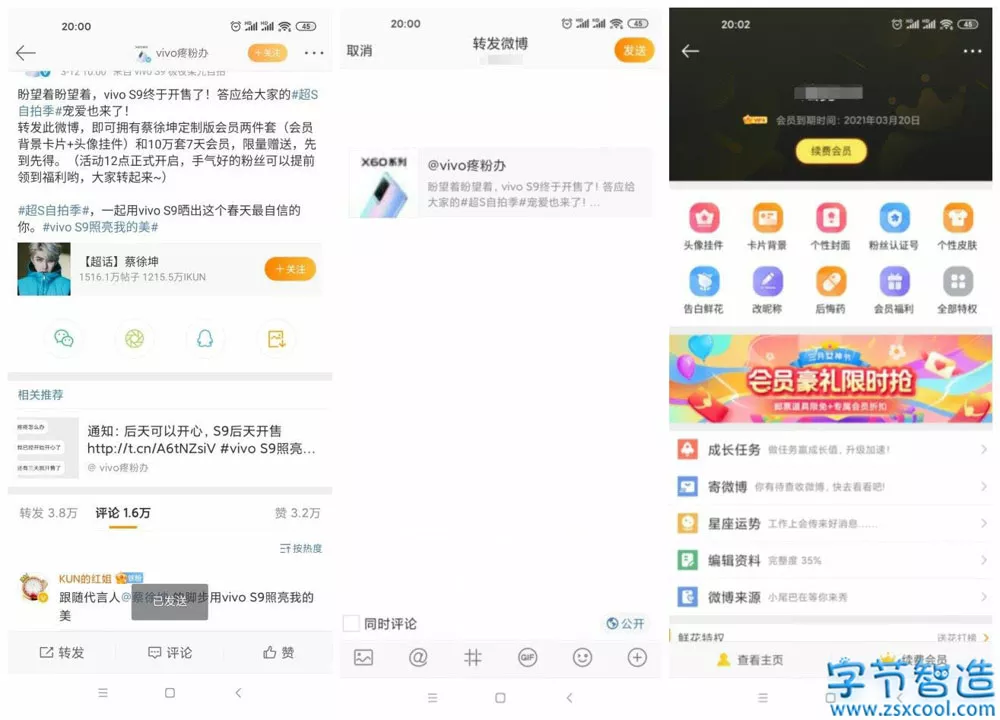 20:00
45
vivo疼粉办
+关注
3-12 10:00 来自 vivo S9 极夜柔光自拍
盼望着盼望着，vivo S9终于开售了！答应给大家的#超S
自拍季#宠爱也来了！
转发此微博，即可拥有蔡徐坤定制版会员两件套（会员
背景卡片+头像挂件）和10万套7天会员，限量赠送，先
到先得。（活动12点正式开启，手气好的粉丝可以提前
领到福利哟，大家转起来~）
#超S自拍季#，一起用vivo S9晒出这个春天最自信的
你。#vivo S9照亮我的美#
【超话】蔡徐坤
1516.1万帖子 1215.5万IKUN
+关注
相关推荐
通知：后天可以开心，S9后天开售
http://t.cn/A6tNZsiV #vivo S9照亮...
@ vivo疼粉办
还有三天就开售了
转发 3.8万
评论 1.6万
赞 3.2万
按热度
KUN的红姐
铁粉
跟随代言人@蔡徐坤 的脚步用vivo S9照亮我的
美
已发送
转发
评论
赞
20:00
45
取消
转发微博
发送
X60系列
@vivo疼粉办
盼望着盼望着，vivo S9终于开售了！答应给
大家的#超S自拍季#宠爱也来了！...
同时评论
公开
GIF
20:02
45
会员到期时间：2021年03月20日
续费会员
头像挂件
卡片背景
个性封面
粉丝认证号
个性皮肤
告白鲜花
改昵称
后悔药
会员福利
全部特权
三月女神节
会员豪礼限时抢
邮票道具限免+专属会员折扣
成长任务 做任务赢成长值，升级加速！
寄微博 你有待查收微博，快去看看吧!
星座运势 工作上会传来好消息......
编辑资料 完整度 35%
微博来源 小尾巴在等你来秀
鲜花特权
送花打榜
查看主页
续费会员
字节智造
www.zsxcool.com